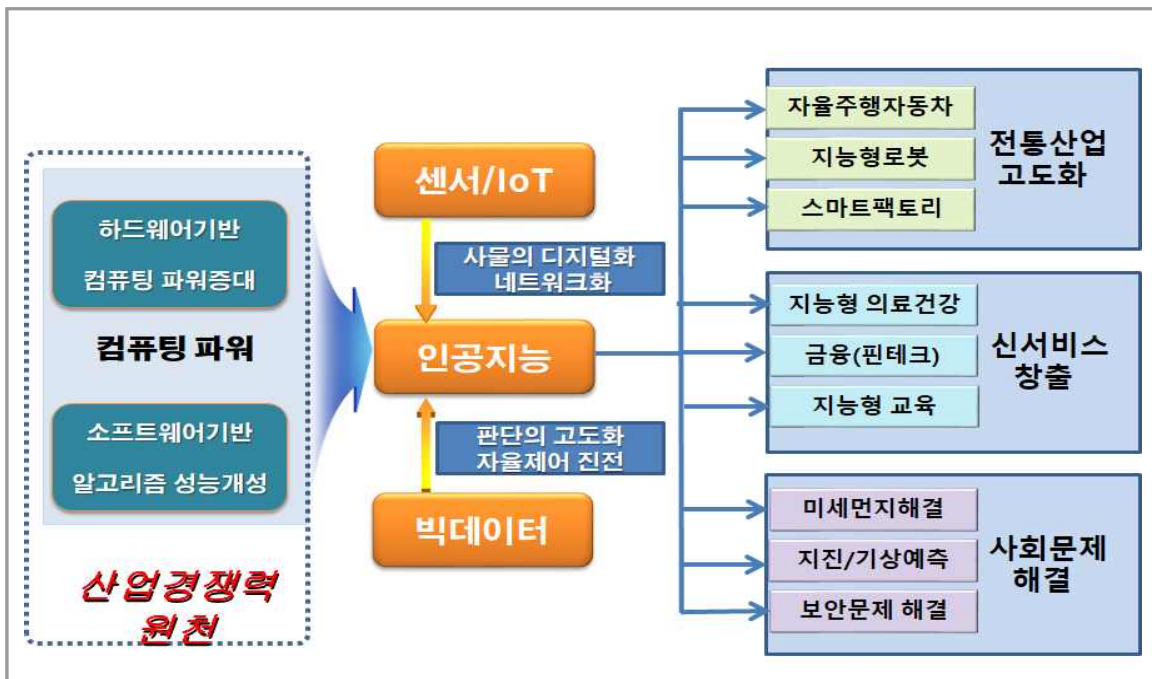 하드웨어기반
컴퓨팅 파워증대
컴퓨팅 파워
소프트웨어기반
알고리즘 성능개성
산업경쟁력
원천
센서/IoT
사물의 디지털화
네트워크화
인공지능
판단의 고도화
자율제어 진전
빅데이터
자율주행자동차
지능형로봇
스마트팩토리
전통산업
고도화
지능형 의료건강
금융(핀테크)
지능형 교육
신서비스
창출
미세먼지해결
지진/기상예측
보안문제 해결
사회문제
해결